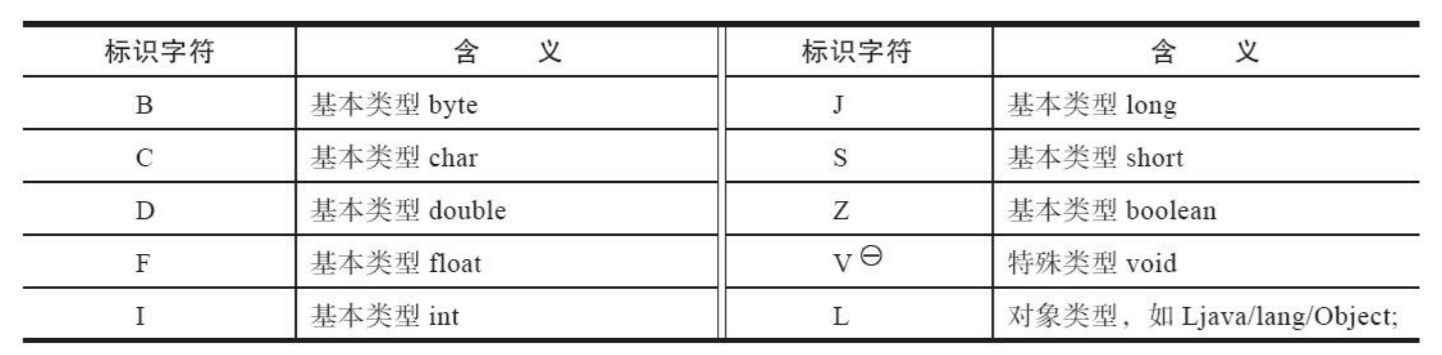 标识字符 含 义 标识字符 含 义
B 基本类型 byte J 基本类型 long
C 基本类型 char S 基本类型 short
D 基本类型 double Z 基本类型 boolean
F 基本类型 float V㊀ 特殊类型 void
I 基本类型 int L 对象类型，如 Ljava/lang/Object;